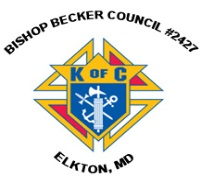 BISHOP BECKER COUNCIL #2427
K OF C
ELKTON, MD